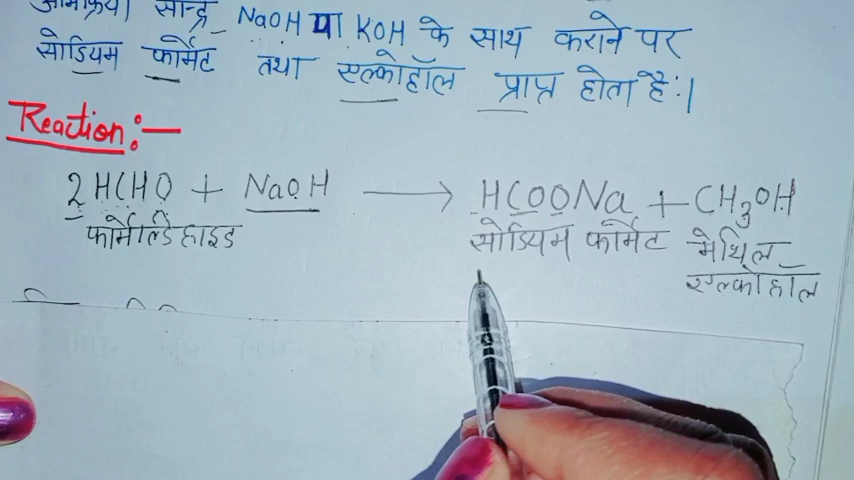 सान्द्र NaOH या KOH के साथ कराने पर
सोडियम फॉर्मेट तथा एल्कोहॉल प्राप्त होता है:।
Reaction:—
2HCHO + NaOH ⟶ HCOONa + CH3OH
फॉर्मेल्डिहाइड सोडियम फॉर्मेट मेथिल
एल्कोहॉल